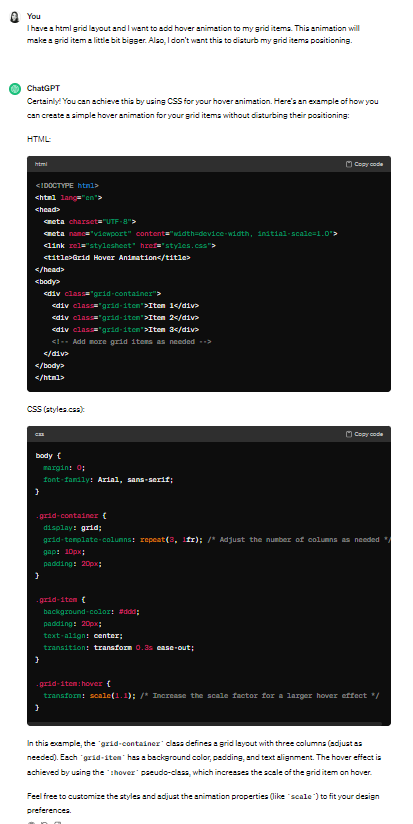 You
I have a html grid layout and I want to add hover animation to my grid items. This animation will
make a grid item a little bit bigger. Also, I don't want this to disturb my grid items positioning.
ChatGPT
Certainly! You can achieve this by using CSS for your hover animation. Here's an example of how you
can create a simple hover animation for your grid items without disturbing their positioning:
HTML:
html Copy code
<!DOCTYPE html>
<html lang="en">
<head>
<meta charset="UTF-8">
<meta name="viewport" content="width=device-width, initial-scale=1.0">
<link rel="stylesheet" href="styles.css">
<title>Grid Hover Animation</title>
</head>
<body>
<div class="grid-container">
<div class="grid-item">Item 1</div>
<div class="grid-item">Item 2</div>
<div class="grid-item">Item 3</div>
<!-- Add more grid items as needed -->
</div>
</body>
</html>
CSS (styles.css):
css Copy code
body {
margin: 0;
font-family: Arial, sans-serif;
}
.grid-container {
display: grid;
grid-template-columns: repeat(3, 1fr); /* Adjust the number of columns as needed */
gap: 10px;
padding: 20px;
}
.grid-item {
background-color: #ddd;
padding: 20px;
text-align: center;
transition: transform 0.3s ease-out;
}
.grid-item:hover {
transform: scale(1.1); /* Increase the scale factor for a larger hover effect */
}
In this example, the `grid-container` class defines a grid layout with three columns (adjust as
needed). Each `grid-item` has a background color, padding, and text alignment. The hover effect is
achieved by using the `:hover` pseudo-class, which increases the scale of the grid item on hover.
Feel free to customize the styles and adjust the animation properties (like `scale`) to fit your design
preferences.